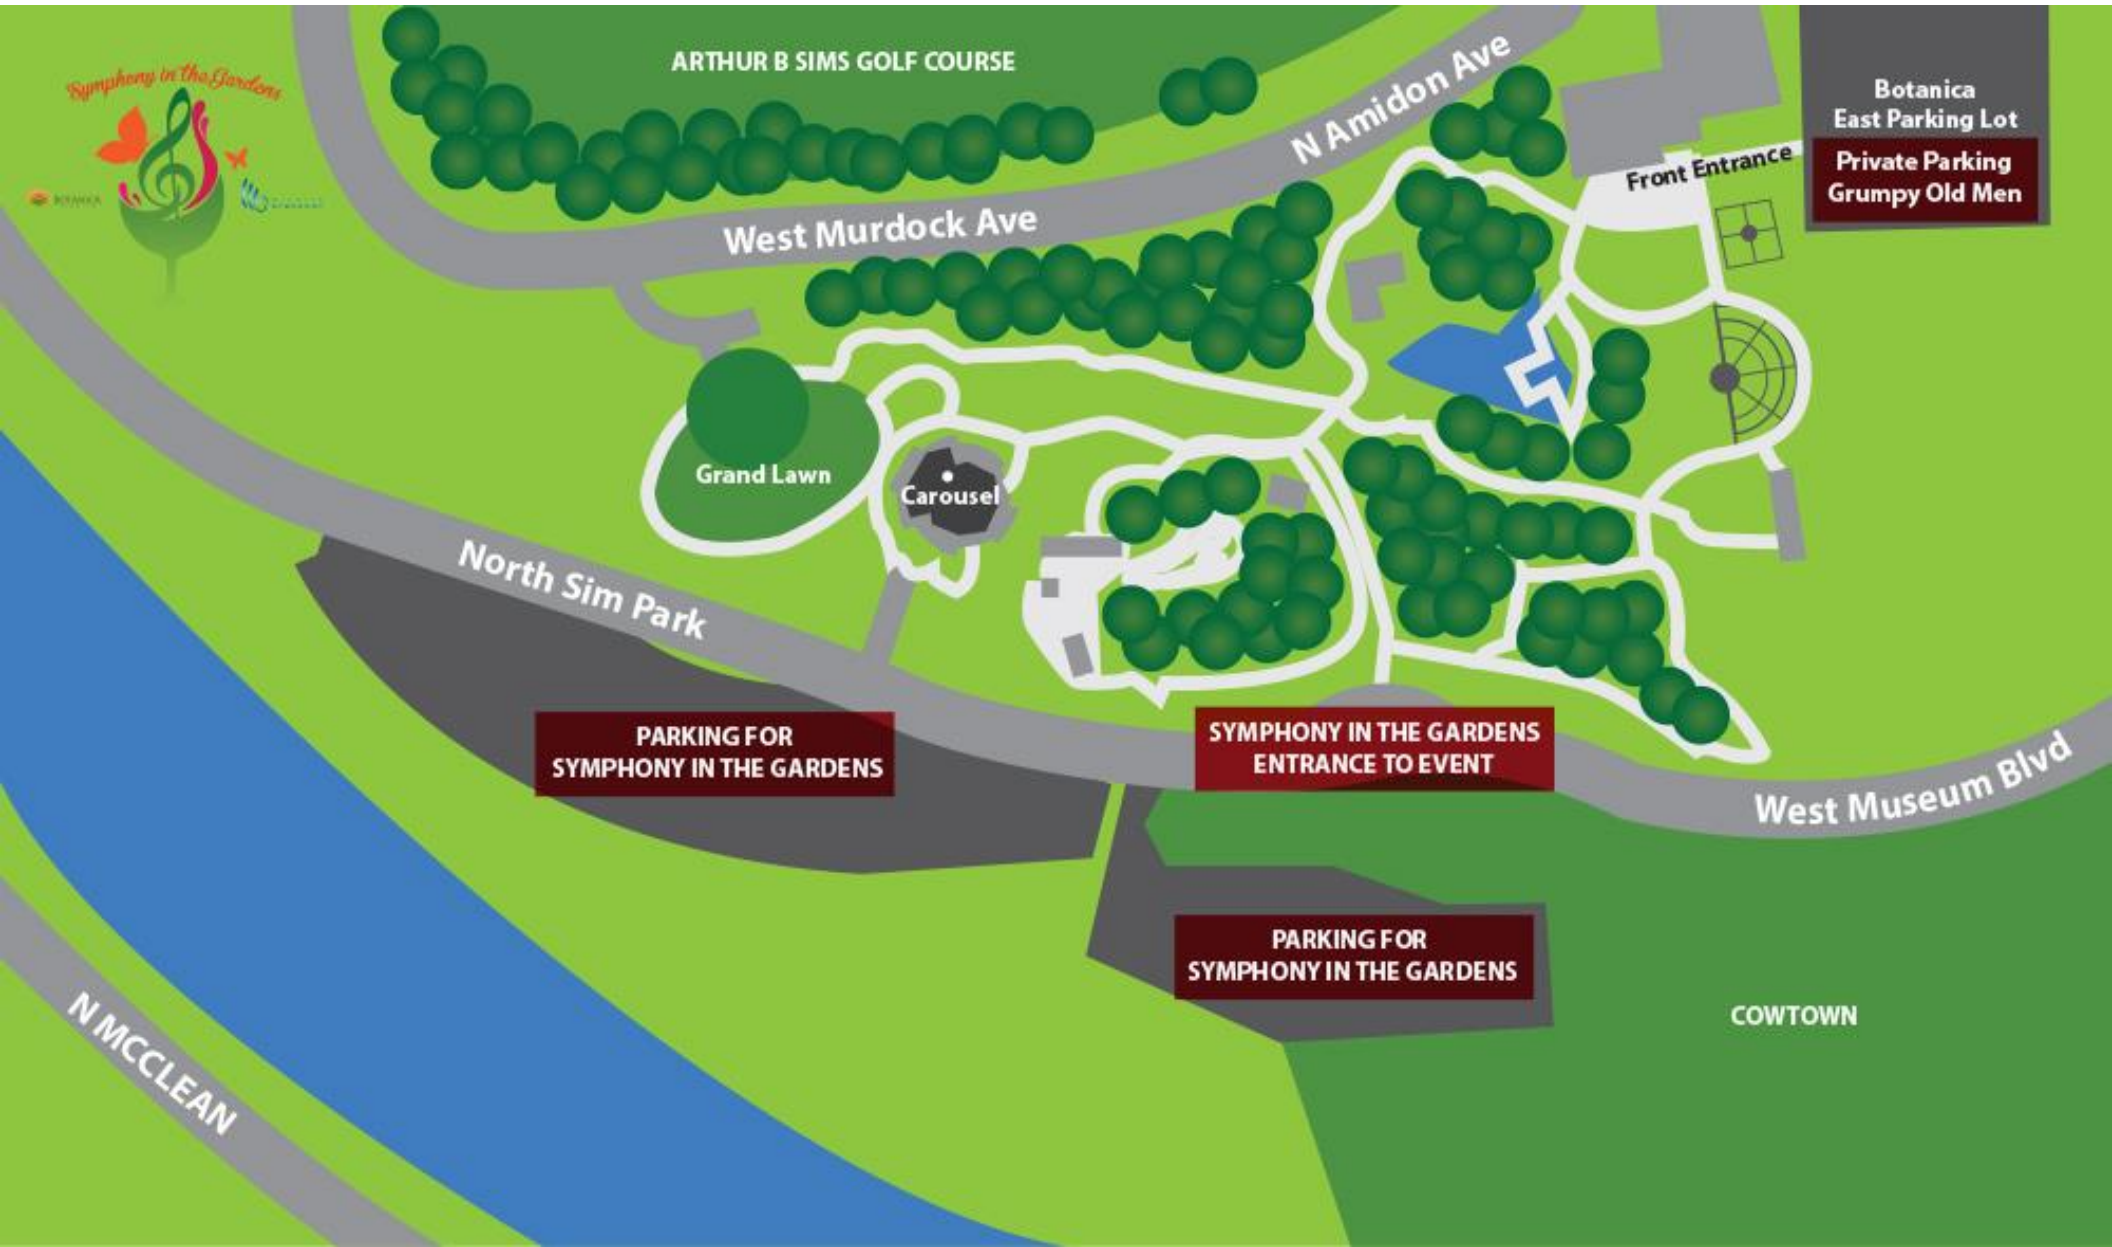 Symphony in the Gardens
BOTANICA
ARTHUR B SIMS GOLF COURSE
N Amidon Ave
Botanica
East Parking Lot
Private Parking
Grumpy Old Men
Front Entrance
West Murdock Ave
Grand Lawn
Carousel
North Sim Park
PARKING FOR
SYMPHONY IN THE GARDENS
SYMPHONY IN THE GARDENS
ENTRANCE TO EVENT
West Museum Blvd
PARKING FOR
SYMPHONY IN THE GARDENS
COWTOWN
N MCCLEAN